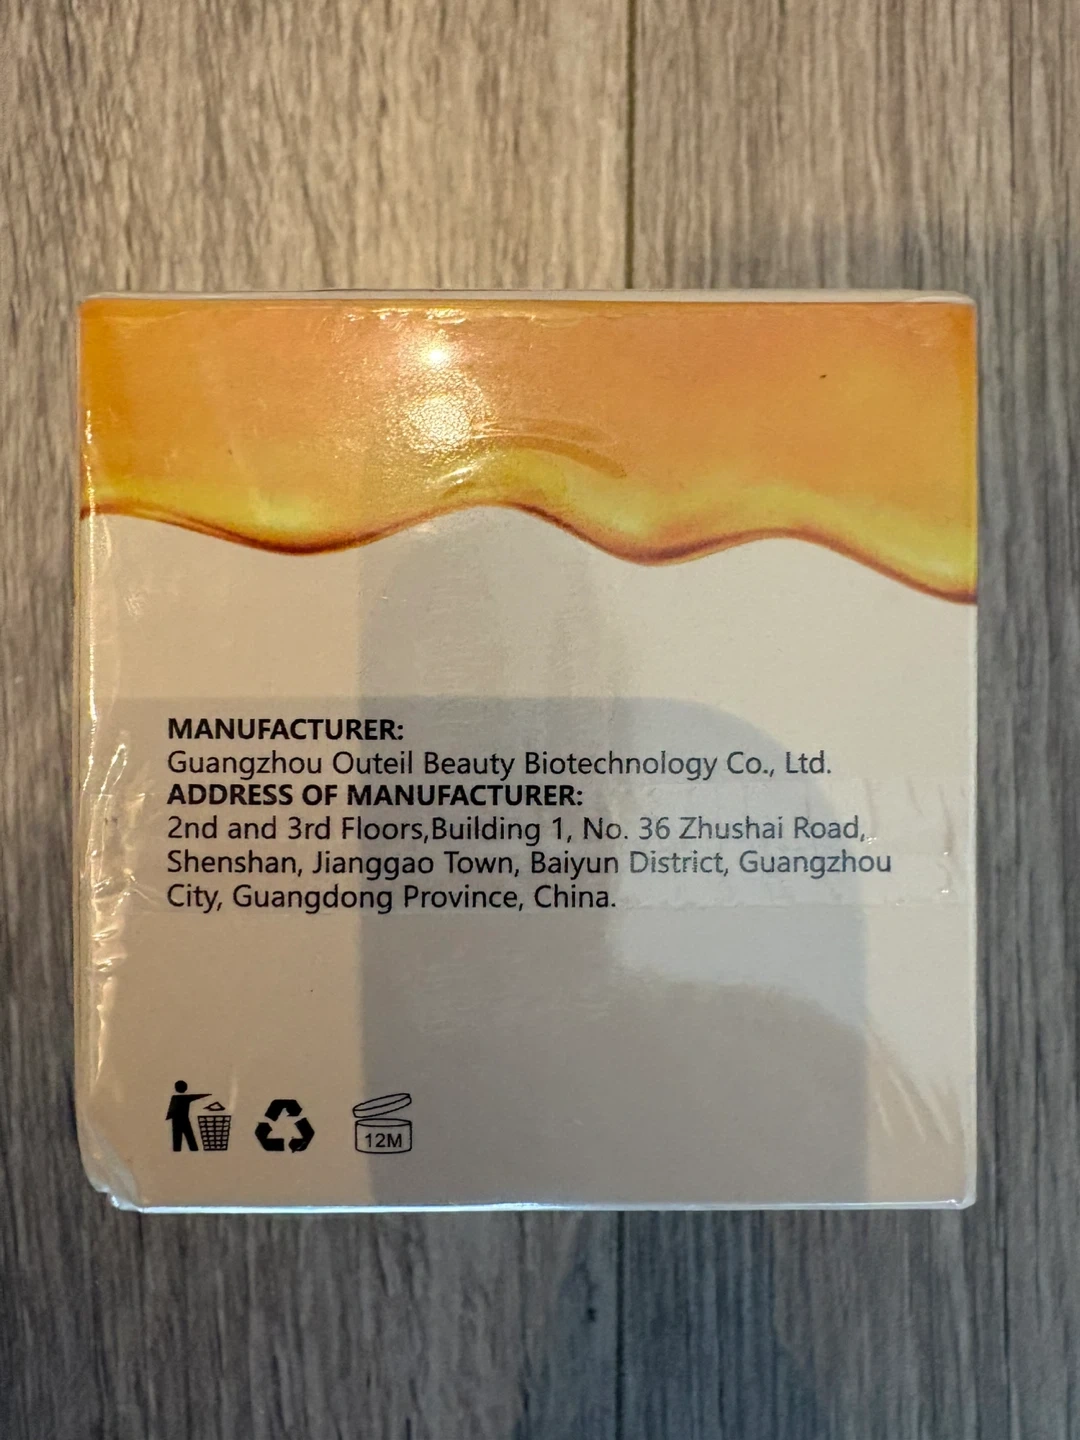 MANUFACTURER:
Guangzhou Outeil Beauty Biotechnology Co., Ltd.
ADDRESS OF MANUFACTURER:
2nd and 3rd Floors,Building 1, No. 36 Zhushai Road,
Shenshan, Jianggao Town, Baiyun District, Guangzhou
City, Guangdong Province, China.
12M